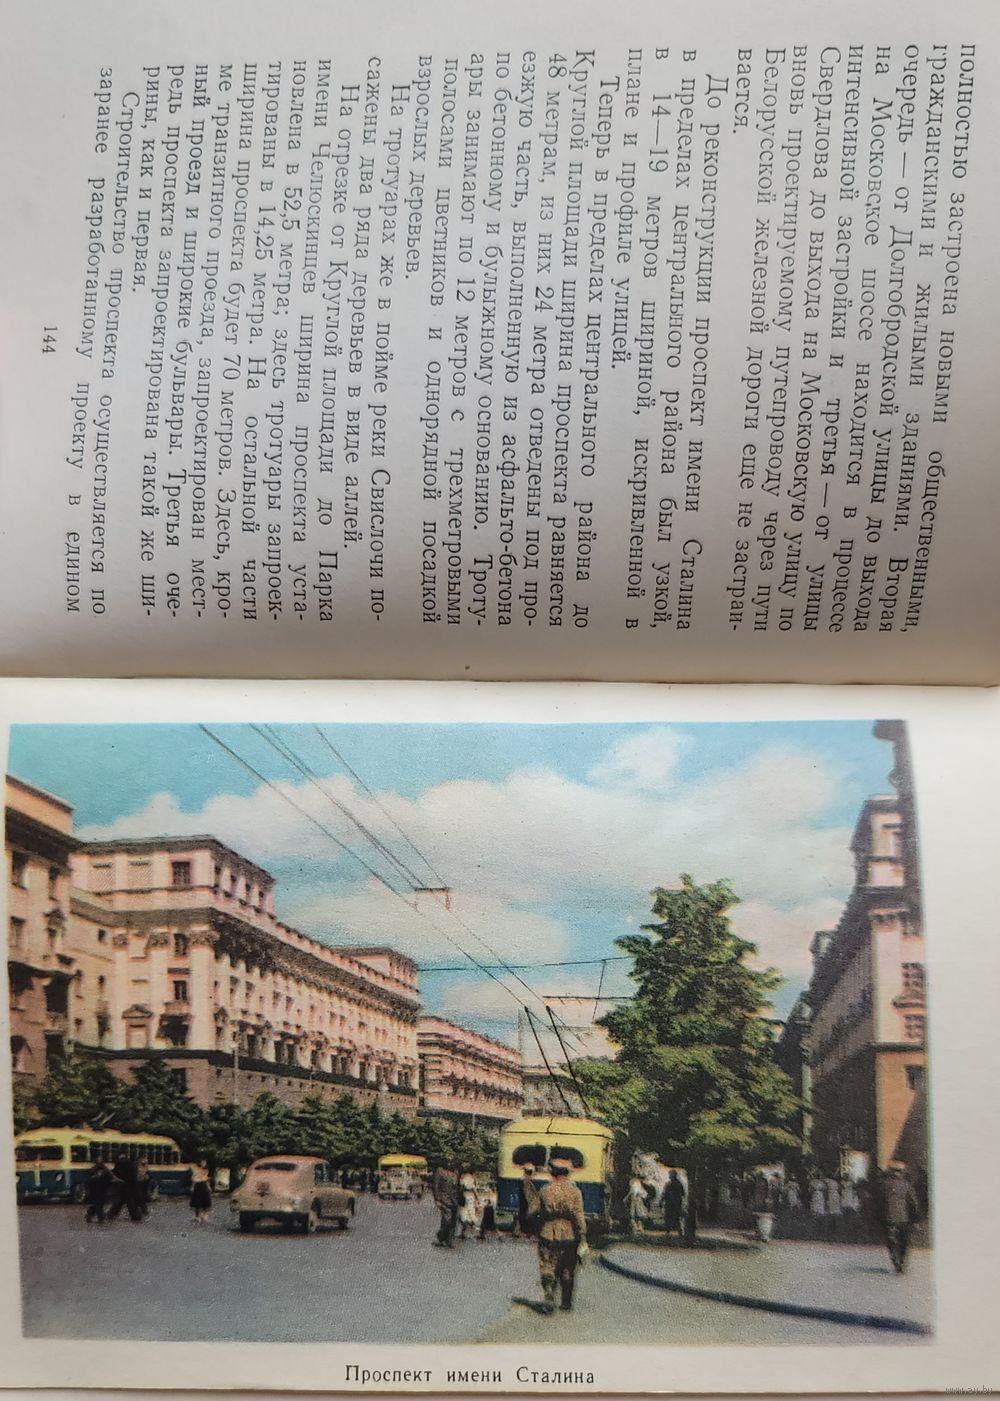 полностью застроена новыми общественными,
гражданскими и жилыми зданиями. Вторая
очередь — от Долгобродской улицы до выхода
на Московское шоссе находится в процессе
интенсивной застройки и третья — от улицы
Свердлова до выхода на Московскую улицу по
вновь проектируемому путепроводу через пути
Белорусской железной дороги еще не застраи-
вается.
До реконструкции проспект имени Сталина
в пределах центрального района был узкой,
в 14—19 метров шириной, искривленной в
плане и профиле улицей.
Теперь в пределах центрального района до
Круглой площади ширина проспекта равняется
48 метрам, из них 24 метра отведены под про-
езжую часть, выполненную из асфальто-бетона
по бетонному и булыжному основанию. Троту-
ары занимают по 12 метров с трехметровыми
полосами цветников и однорядной посадкой
взрослых деревьев.
На тротуарах же в пойме реки Свислочи по-
сажены два ряда деревьев в виде аллей.
На отрезке от Круглой площади до Парка
имени Челюскинцев ширина проспекта уста-
новлена в 52,5 метра; здесь тротуары запроек-
тированы в 14,25 метра. На остальной части
ширина проспекта будет 70 метров. Здесь, кро-
ме транзитного проезда, запроектирован мест-
ный проезд и широкие бульвары. Третья оче-
редь проспекта запроектирована такой же ши-
рины, как и первая.
Строительство проспекта осуществляется по
заранее разработанному проекту в едином
144
Проспект имени Сталина
www.ay.by